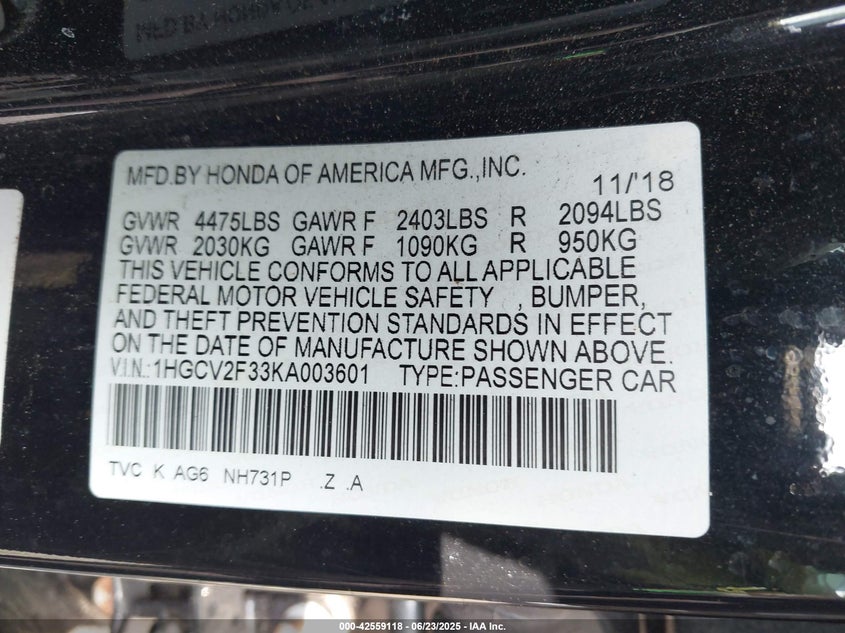 MFD.BY HONDA OF AMERICA MFG.,INC. 11/'18
GVWR 4475LBS GAWR F 2403LBS R 2094LBS
GVWR 2030KG GAWR F 1090KG R 950KG
THIS VEHICLE CONFORMS TO ALL APPLICABLE
FEDERAL MOTOR VEHICLE SAFETY , BUMPER,
AND THEFT PREVENTION STANDARDS IN EFFECT
ON THE DATE OF MANUFACTURE SHOWN ABOVE.
V.I.N.:1HGCV2F33KA003601 TYPE:PASSENGER CAR
TVC K AG6 NH731P .Z .A
000-42559118 - 06/23/2025 - IAA Inc.